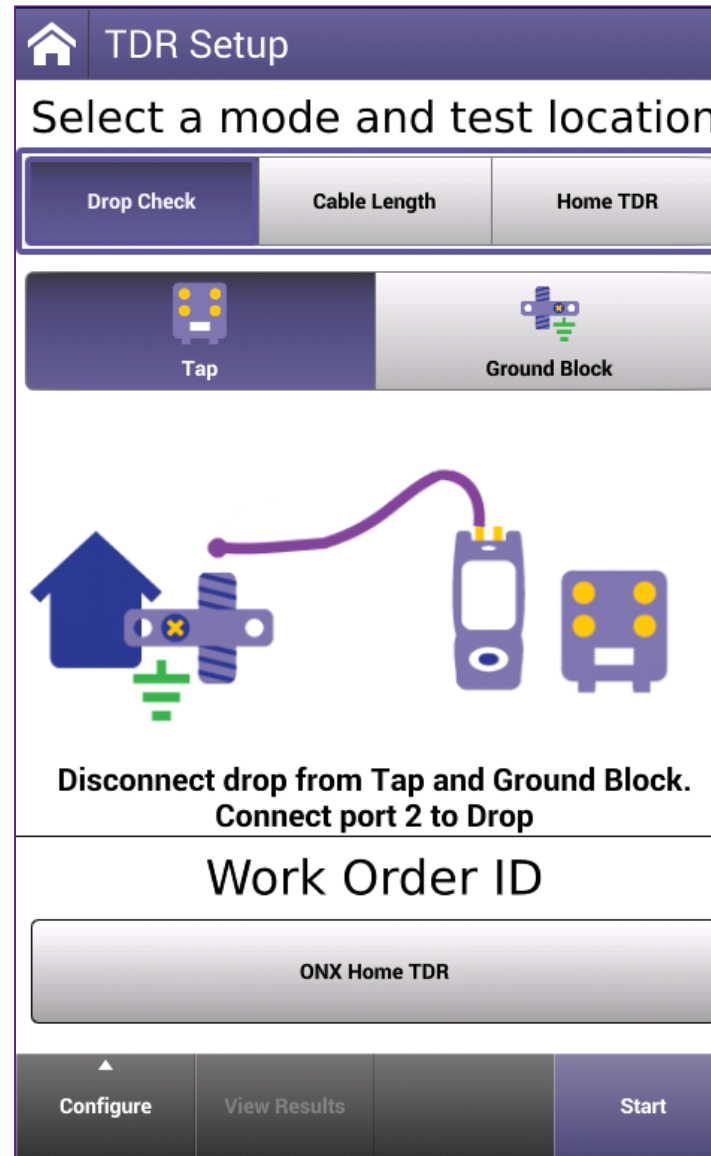 TDR Setup
Select a mode and test location
Drop Check
Cable Length
Home TDR
Tap
Ground Block
Disconnect drop from Tap and Ground Block.
Connect port 2 to Drop
Work Order ID
ONX Home TDR
Configure
View Results
Start